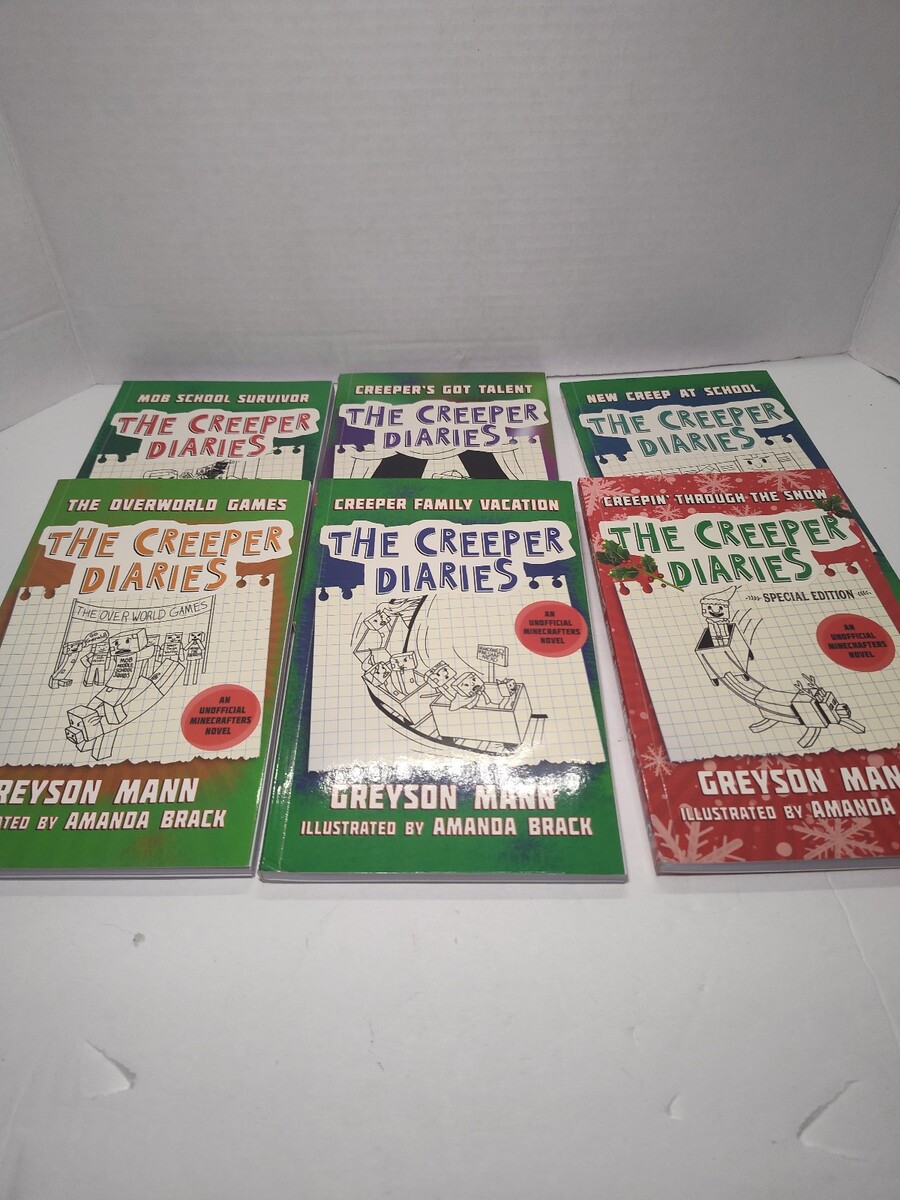 MOB SCHOOL SURVIVOR
THE CREEPER
DIARIES
CREEPER'S GOT TALENT
THE CREEPER
DIARIES
NEW CREEP AT SCHOOL
THE CREEPER
DIARIES
THE OVERWORLD GAMES
THE CREEPER
DIARIES
THE OVER WORLD GAMES
MOB
MIDDLE
SCHOOL
AN
UNOFFICIAL
MINECRAFTERS
NOVEL
REYSON MANN
TED BY AMANDA BRACK
CREEPER FAMILY VACATION
THE CREEPER
DIARIES
AN
UNOFFICIAL
MINECRAFTERS
NOVEL
GREYSON MANN
ILLUSTRATED BY AMANDA BRACK
CREEPIN' THROUGH THE SNOW
THE CREEPER
DIARIES
SPECIAL EDITION
AN
UNOFFICIAL
MINECRAFTERS
NOVEL
GREYSON MAN
ILLUSTRATED BY AMANDA